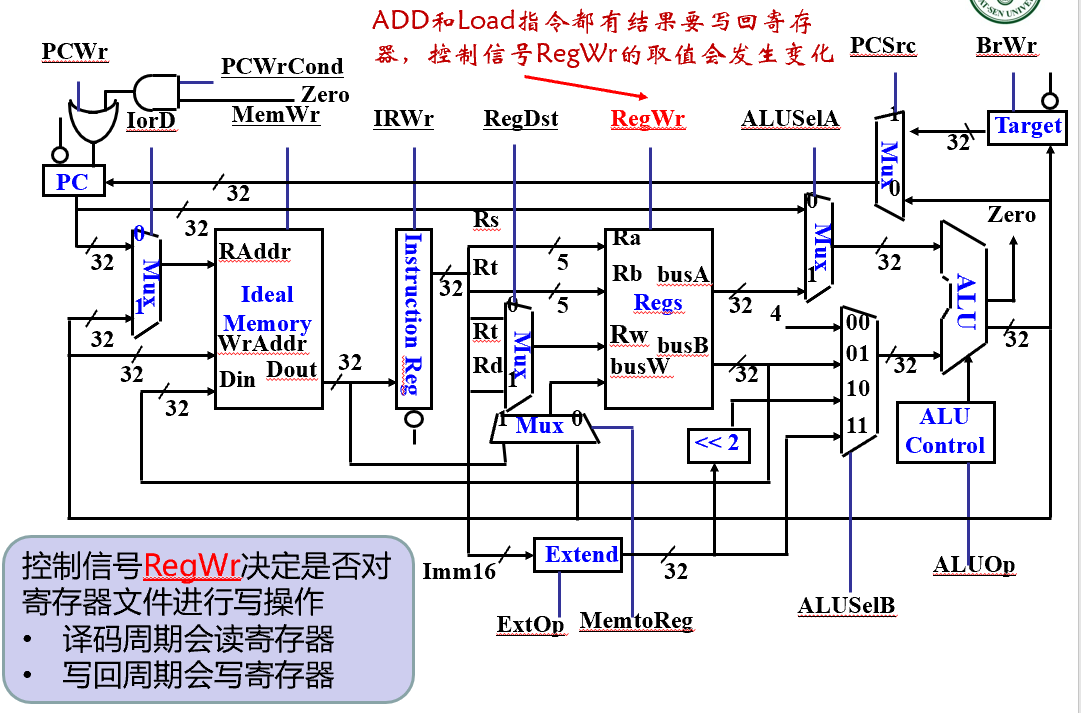 ADD和Load指令都有结果要写回寄存
器，控制信号RegWr的取值会发生变化
AT-SEN UNIVER
PCWr
PCWrCond
Zero
IorD
MemWr
IRWr
RegDst
RegWr
ALUSelA
PCSrc
BrWr
PC
32
32
32
32
32
32
0
Mux
1
RAddr
Ideal
Memory
WrAddr
Din
Dout
32
Instruction Reg
32
Rs
Rt
5
5
Rt
Rd
0
Mux
1
Ra
Rb
busA
Regs
Rw
busB
busW
1
Mux
0
32
32
0
Mux
1
32
1
Mux
0
32
Target
Zero
4
00
01
10
11
32
ALU
32
ALU
Control
<< 2
Imm16
Extend
32
ExtOp
MemtoReg
ALUSelB
ALUOp
控制信号RegWr决定是否对
寄存器文件进行写操作
• 译码周期会读寄存器
• 写回周期会写寄存器